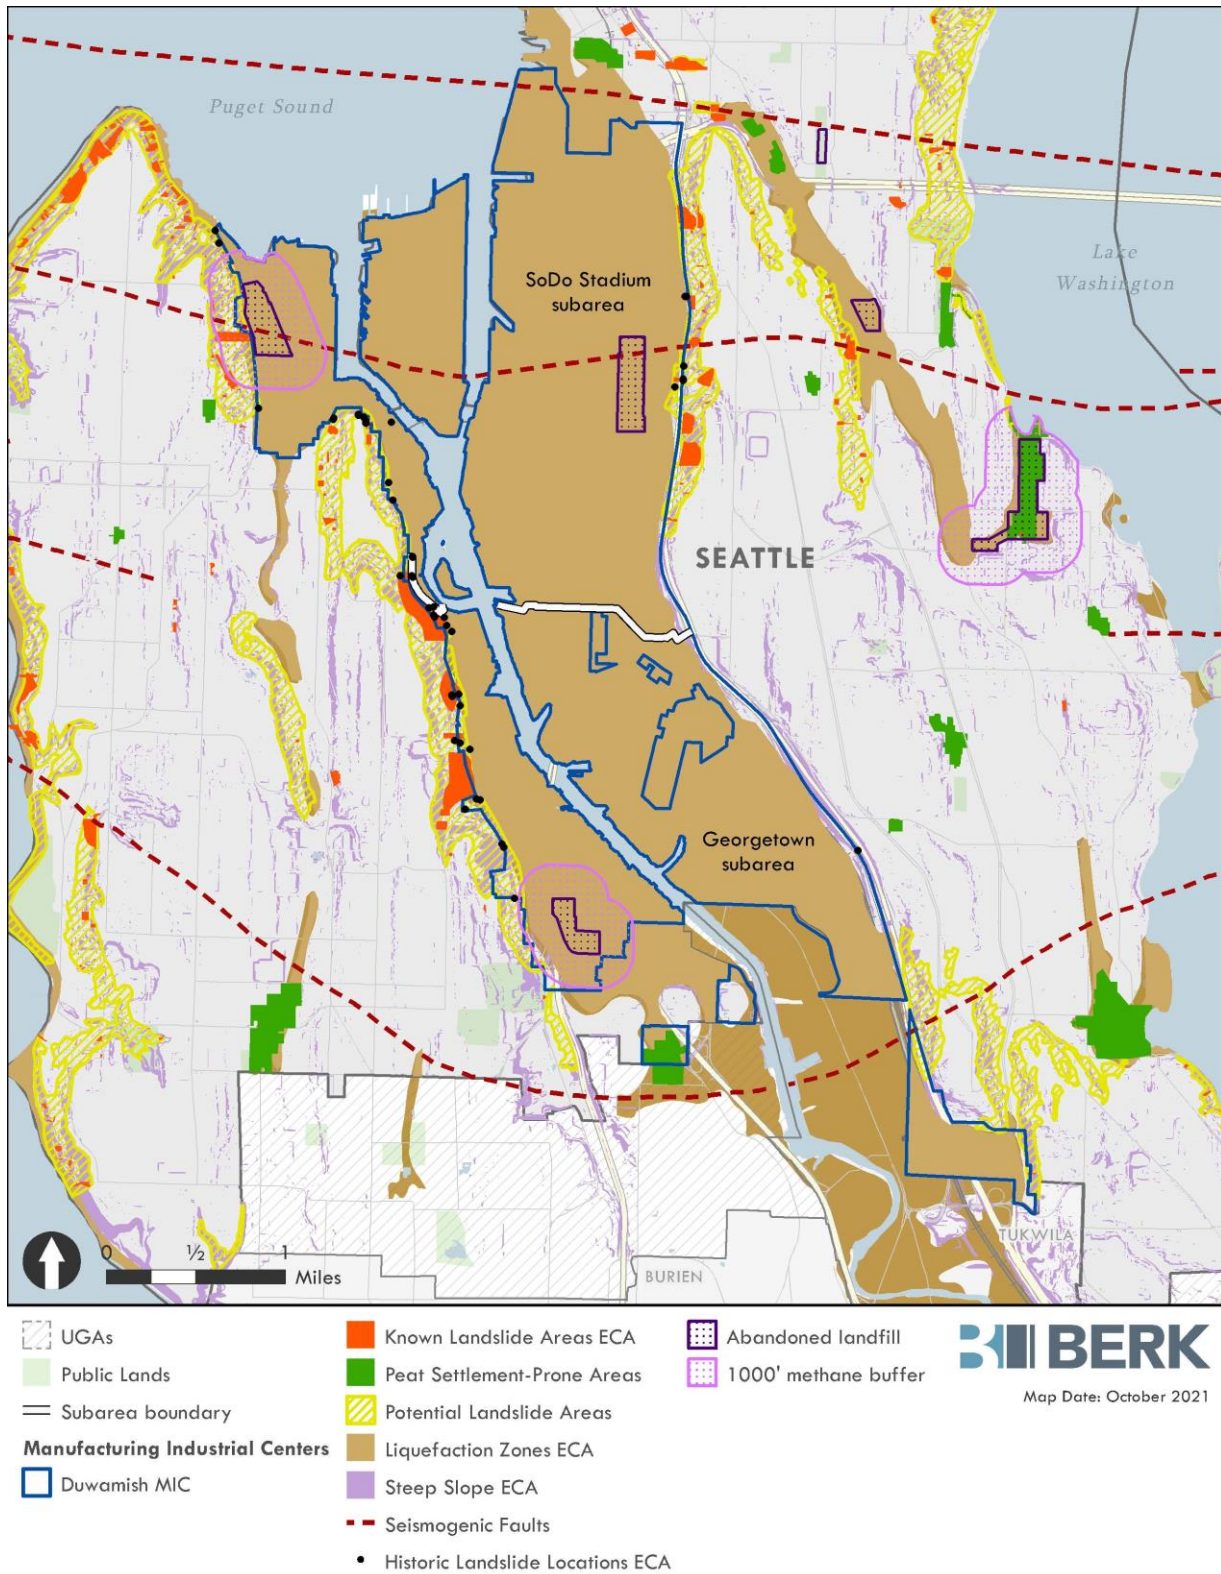 Puget Sound
Lake
Washington
SoDo Stadium
subarea
SEATTLE
Georgetown
subarea
TUKWILA
BURIEN
0 ½ 1
Miles
UGAs
Public Lands
Subarea boundary
Manufacturing Industrial Centers
Duwamish MIC
Known Landslide Areas ECA
Peat Settlement-Prone Areas
Potential Landslide Areas
Liquefaction Zones ECA
Steep Slope ECA
Seismogenic Faults
Historic Landslide Locations ECA
Abandoned landfill
1000' methane buffer
BERK
Map Date: October 2021